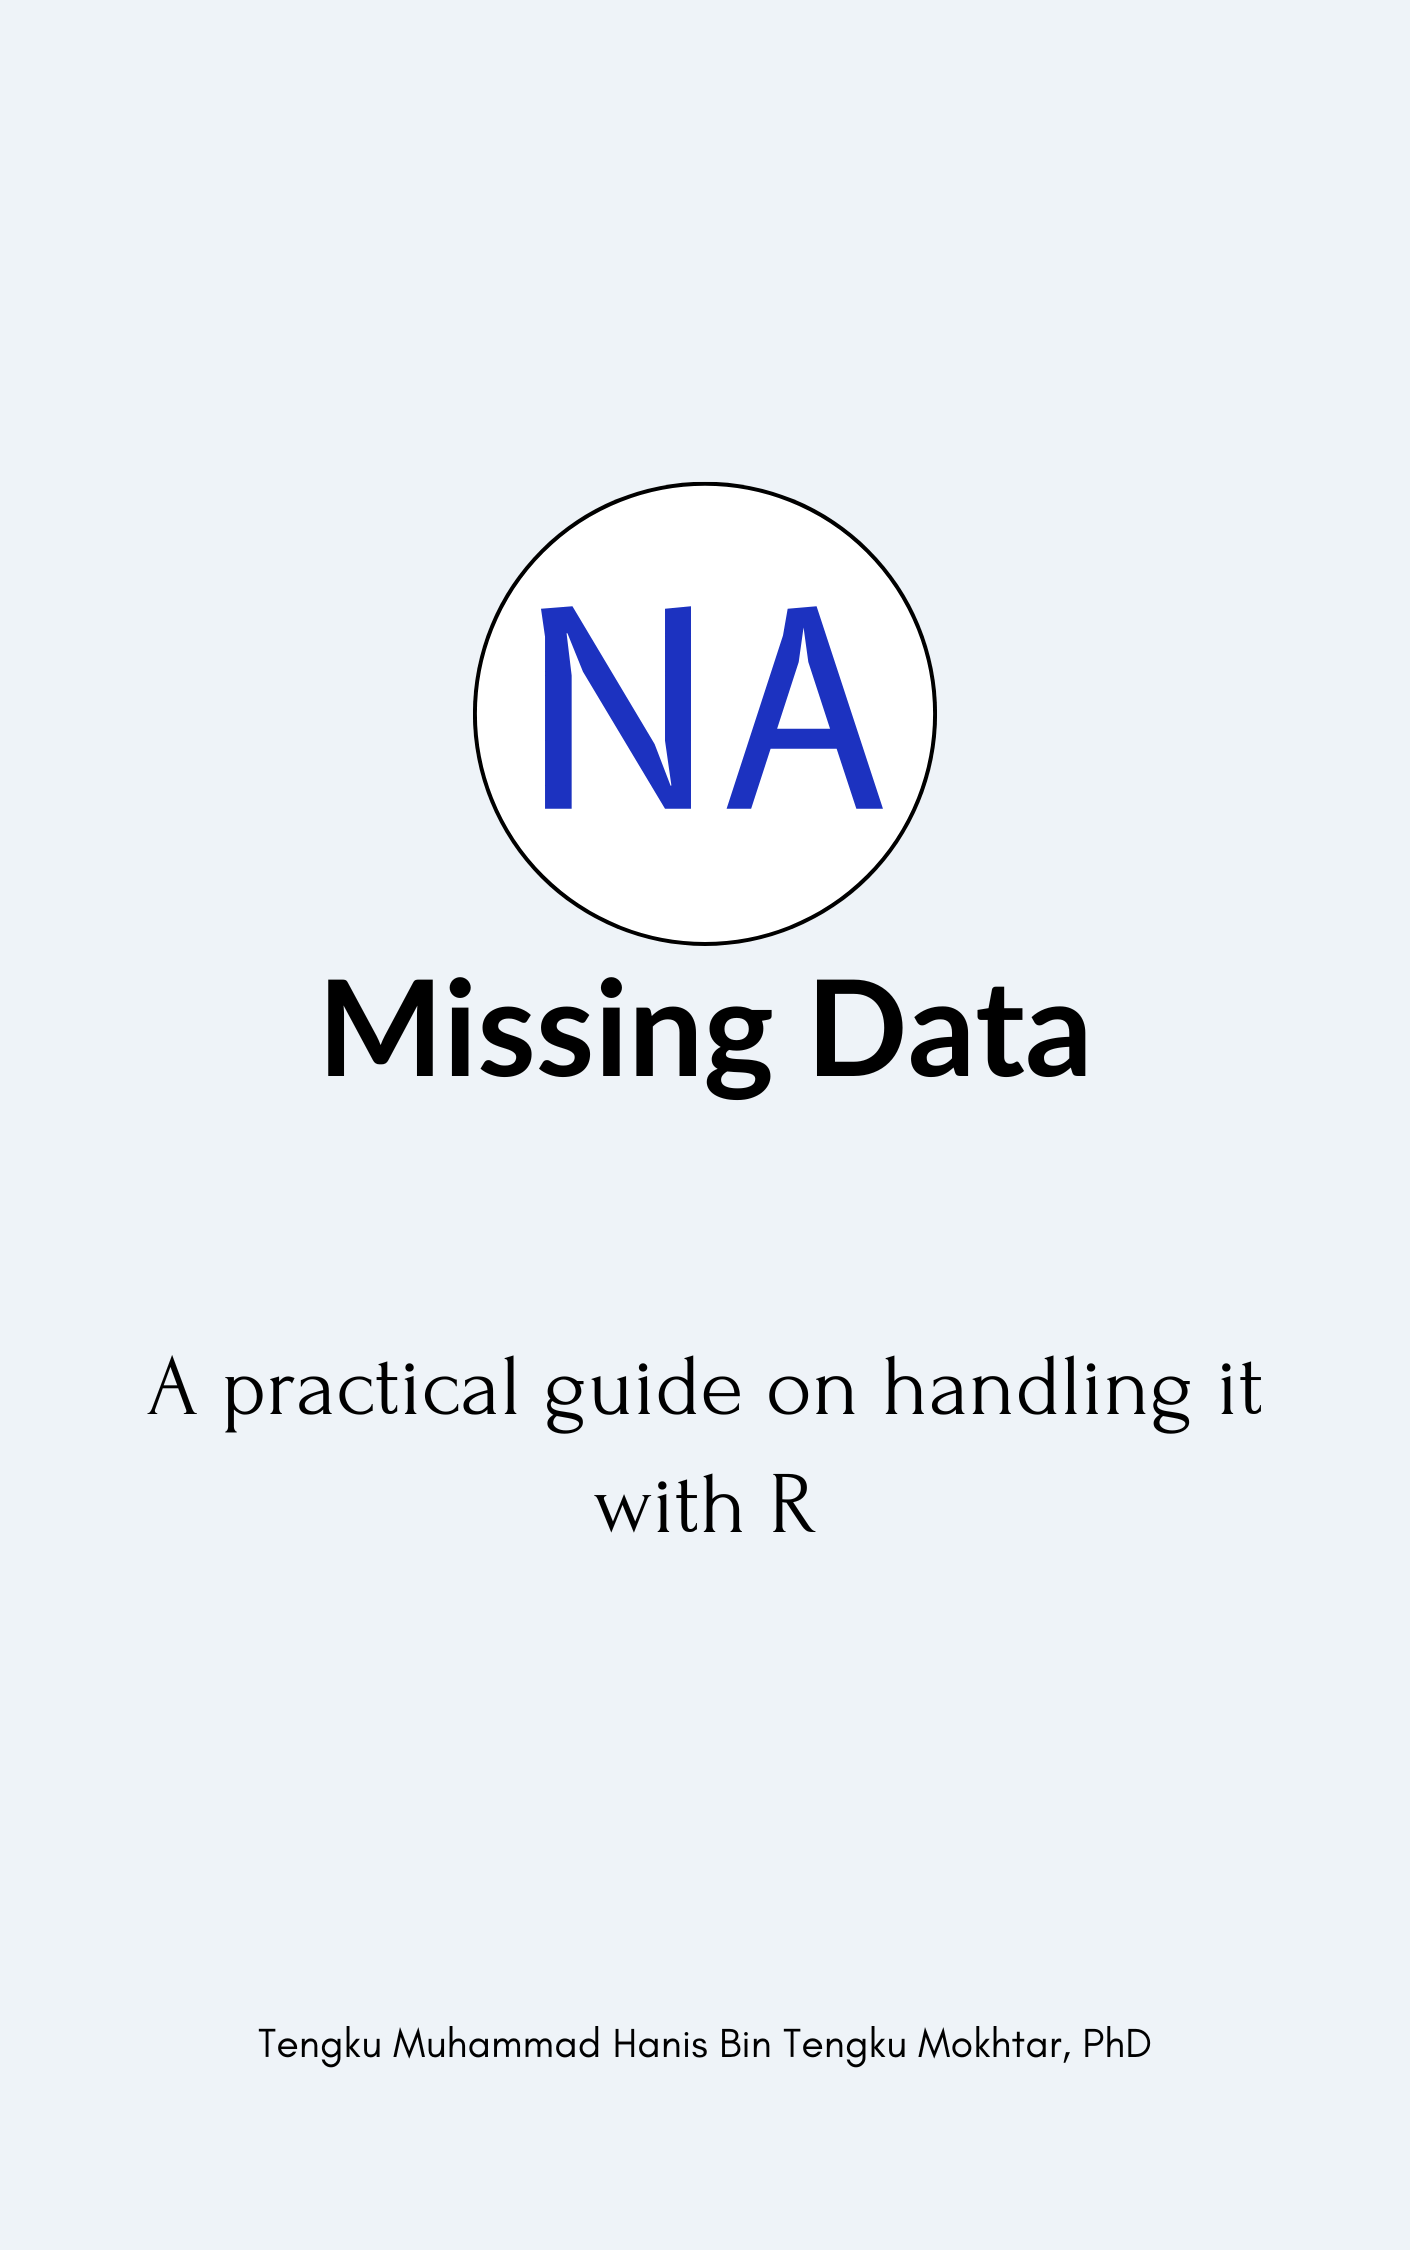 NA
Missing Data
A practical guide on handling it
with R
Tengku Muhammad Hanis Bin Tengku Mokhtar, PhD